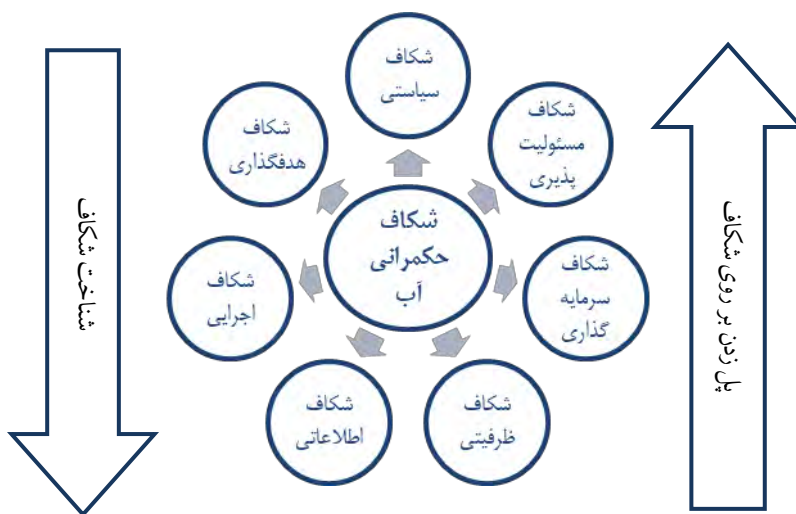 شکاف
سیاستی
شکاف
مسئولیت
پذیری
شکاف
سرمایه
گذاری
شکاف
ظرفیتی
شکاف
اطلاعاتی
شکاف
اجرایی
شکاف
هدفگذاری
شکاف
حکمرانی
آب
پل زدن بر روی شکاف
شناخت شکاف